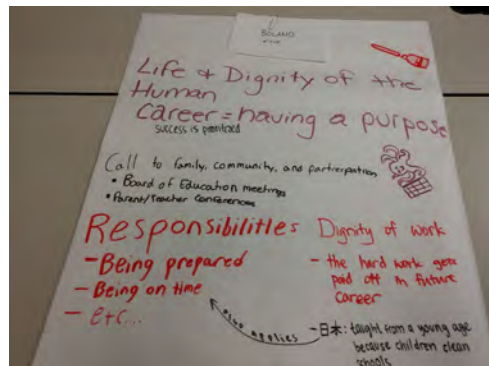 BOLAND
Life & Dignity of the
Human
Career = having a purpose
success is prioritized
Call to family, community, and participation
• Board of Education meetings
• Parent/Teacher Conferences
Responsibilities
- Being prepared
- Being on time
- etc...
Dignity of work
- the hard work gets
paid off in future
career
also applies
- 日本: taught from a young age
because children clean
schools